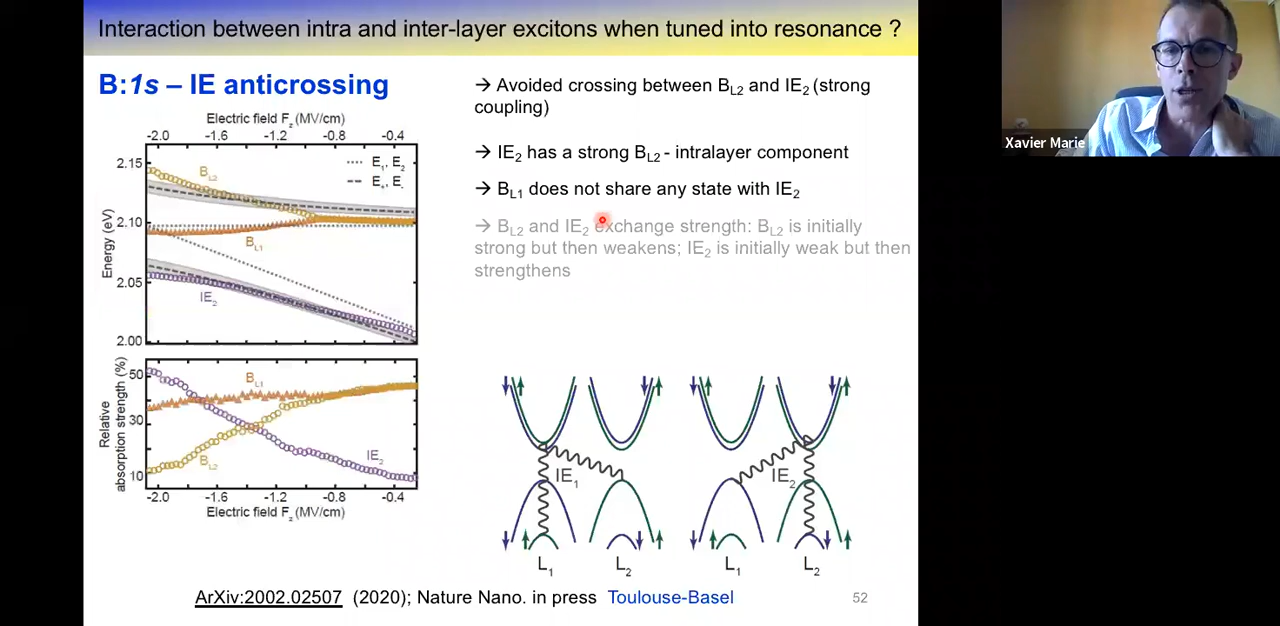 Interaction between intra and inter-layer excitons when tuned into resonance ?
B:1s – IE anticrossing
Electric field F_z (MV/cm)
-2.0 -1.6 -1.2 -0.8 -0.4
2.15
2.10
2.05
2.00
Energy (eV)
B_L2
E_1, E_2
E_+, E_-
B_L1
IE_2
50
30
10
Relative
absorption strength (%)
B_L1
B_L2
IE_2
-2.0 -1.6 -1.2 -0.8 -0.4
Electric field F_z (MV/cm)
→ Avoided crossing between B_L2 and IE_2 (strong
coupling)
→ IE_2 has a strong B_L2 - intralayer component
→ B_L1 does not share any state with IE_2
→ B_L2 and IE_2 exchange strength: B_L2 is initially
strong but then weakens; IE_2 is initially weak but then
strengthens
IE_1 IE_2
L_1 L_2 L_1 L_2
ArXiv:2002.02507 (2020); Nature Nano. in press Toulouse-Basel
52
Xavier Marie